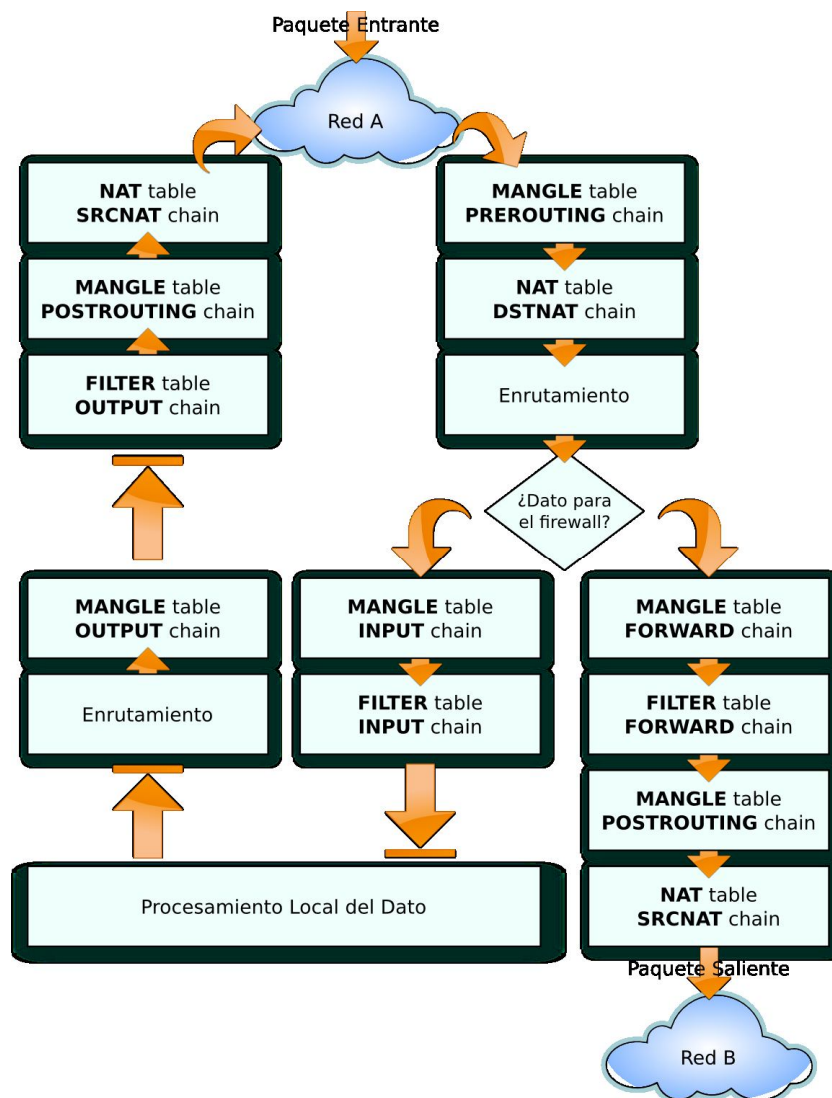 Paquete Entrante
Red A
NAT table
SRCNAT chain
MANGLE table
POSTROUTING chain
FILTER table
OUTPUT chain
MANGLE table
PREROUTING chain
NAT table
DSTNAT chain
Enrutamiento
¿Dato para
el firewall?
MANGLE table
OUTPUT chain
Enrutamiento
MANGLE table
INPUT chain
FILTER table
INPUT chain
MANGLE table
FORWARD chain
FILTER table
FORWARD chain
MANGLE table
POSTROUTING chain
NAT table
SRCNAT chain
Procesamiento Local del Dato
Paquete Saliente
Red B